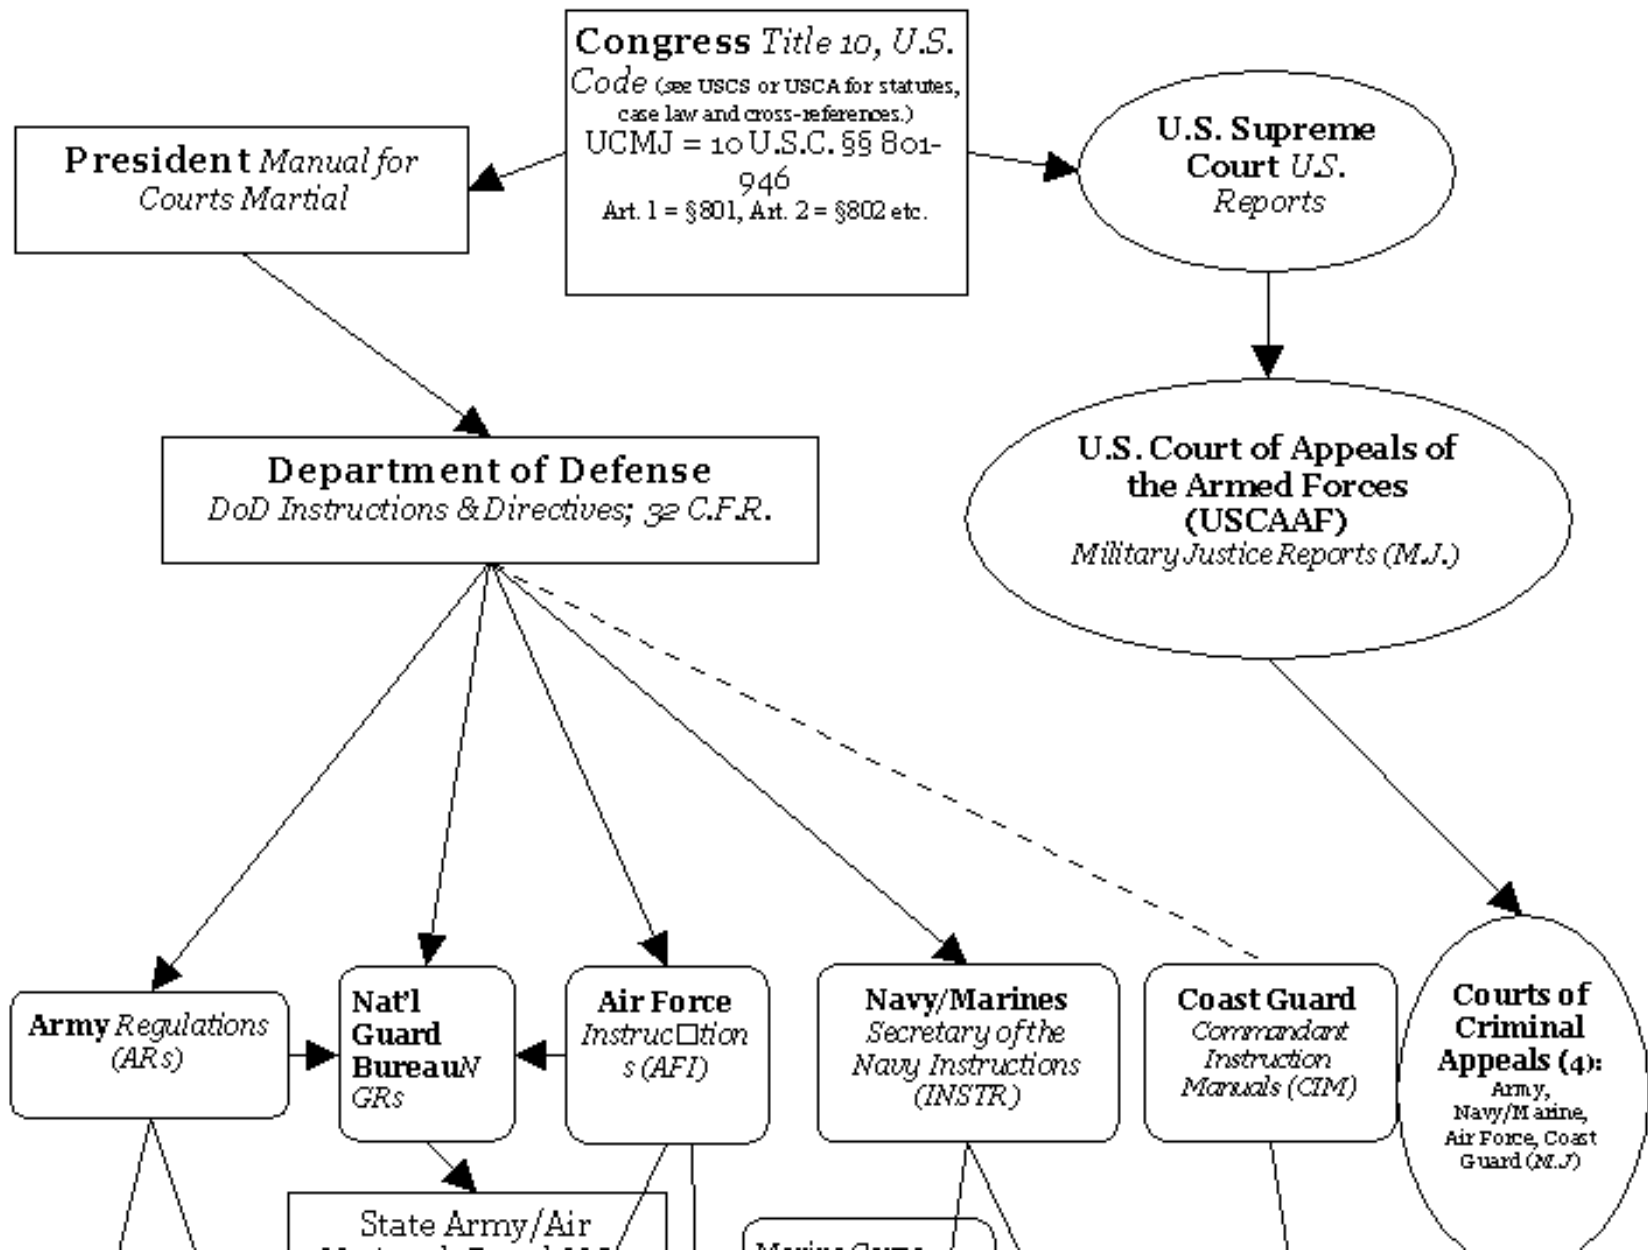 Congress Title 10, U.S.
Code (see USCS or USCA for statutes,
case law and cross-references.)
UCMJ = 10 U.S.C. §§ 801-
946
Art. 1 = §801, Art. 2 = §802 etc.
President Manual for
Courts Martial
U.S. Supreme
Court U.S.
Reports
Department of Defense
DoD Instructions & Directives; 32 C.F.R.
U.S. Court of Appeals of
the Armed Forces
(USCAAF)
Military Justice Reports (M.J.)
Army Regulations
(ARs)
Nat'l
Guard
BureauN
GRs
Air Force
Instruc□tion
s (AFI)
Navy/Marines
Secretary of the
Navy Instructions
(INSTR)
Coast Guard
Commandant
Instruction
Manuals (CIM)
Courts of
Criminal
Appeals (4):
Army,
Navy/Marine,
Air Force, Coast
Guard (M.J)
State Army/Air